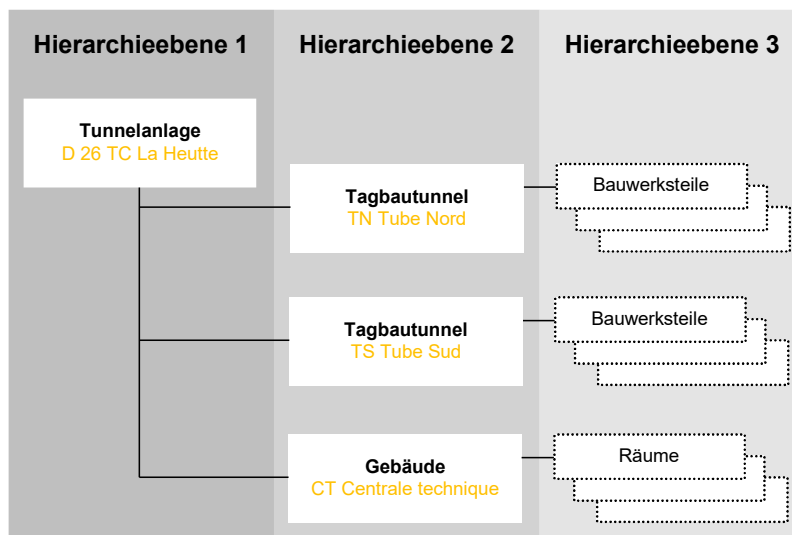 Hierarchieebene 1
Hierarchieebene 2
Hierarchieebene 3
Tunnelanlage
D 26 TC La Heutte
Tagbautunnel
TN Tube Nord
Bauwerksteile
Tagbautunnel
TS Tube Sud
Bauwerksteile
Gebäude
CT Centrale technique
Räume